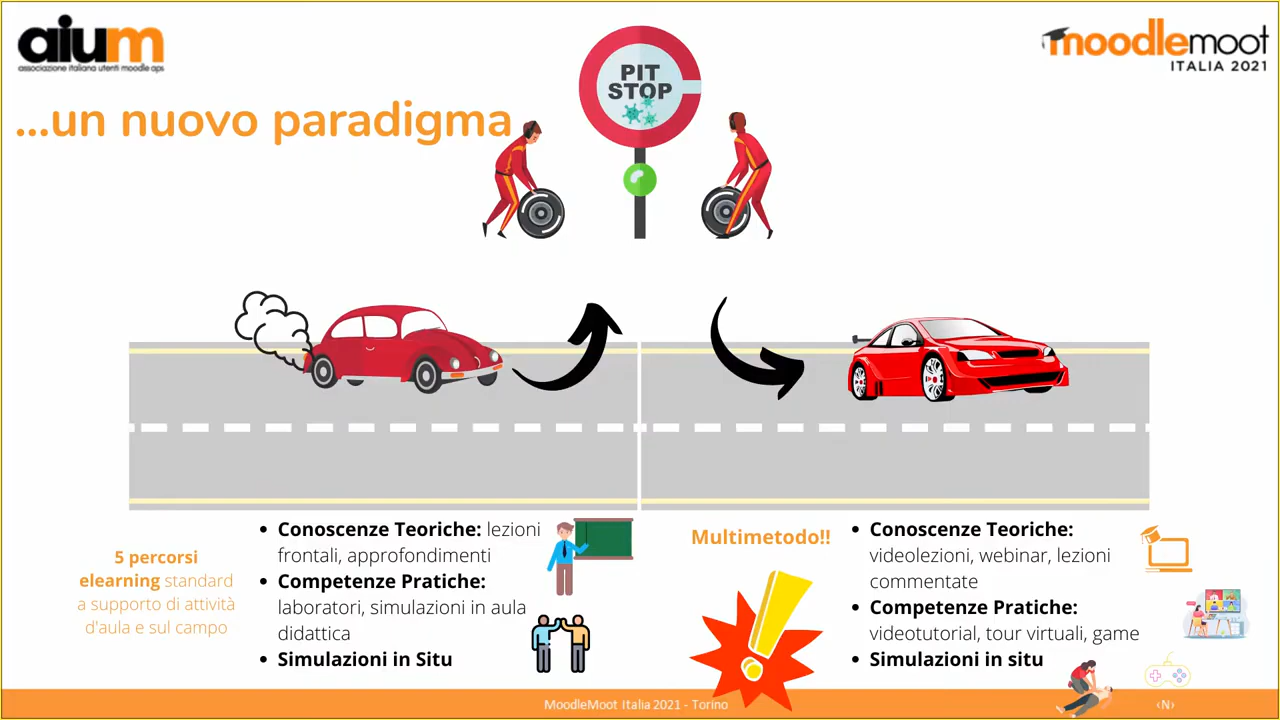 aium
associazione italiana utenti moodle aps
moodlemoot
ITALIA 2021
PIT
STOP
...un nuovo paradigma
5 percorsi
elearning standard
a supporto di attività
d'aula e sul campo
• Conoscenze Teoriche: lezioni
frontali, approfondimenti
• Competenze Pratiche:
laboratori, simulazioni in aula
didattica
• Simulazioni in Situ
Multimetodo!!
• Conoscenze Teoriche:
videolezioni, webinar, lezioni
commentate
• Competenze Pratiche:
videotutorial, tour virtuali, game
• Simulazioni in situ
MoodleMoot Italia 2021 - Torino
‹N›